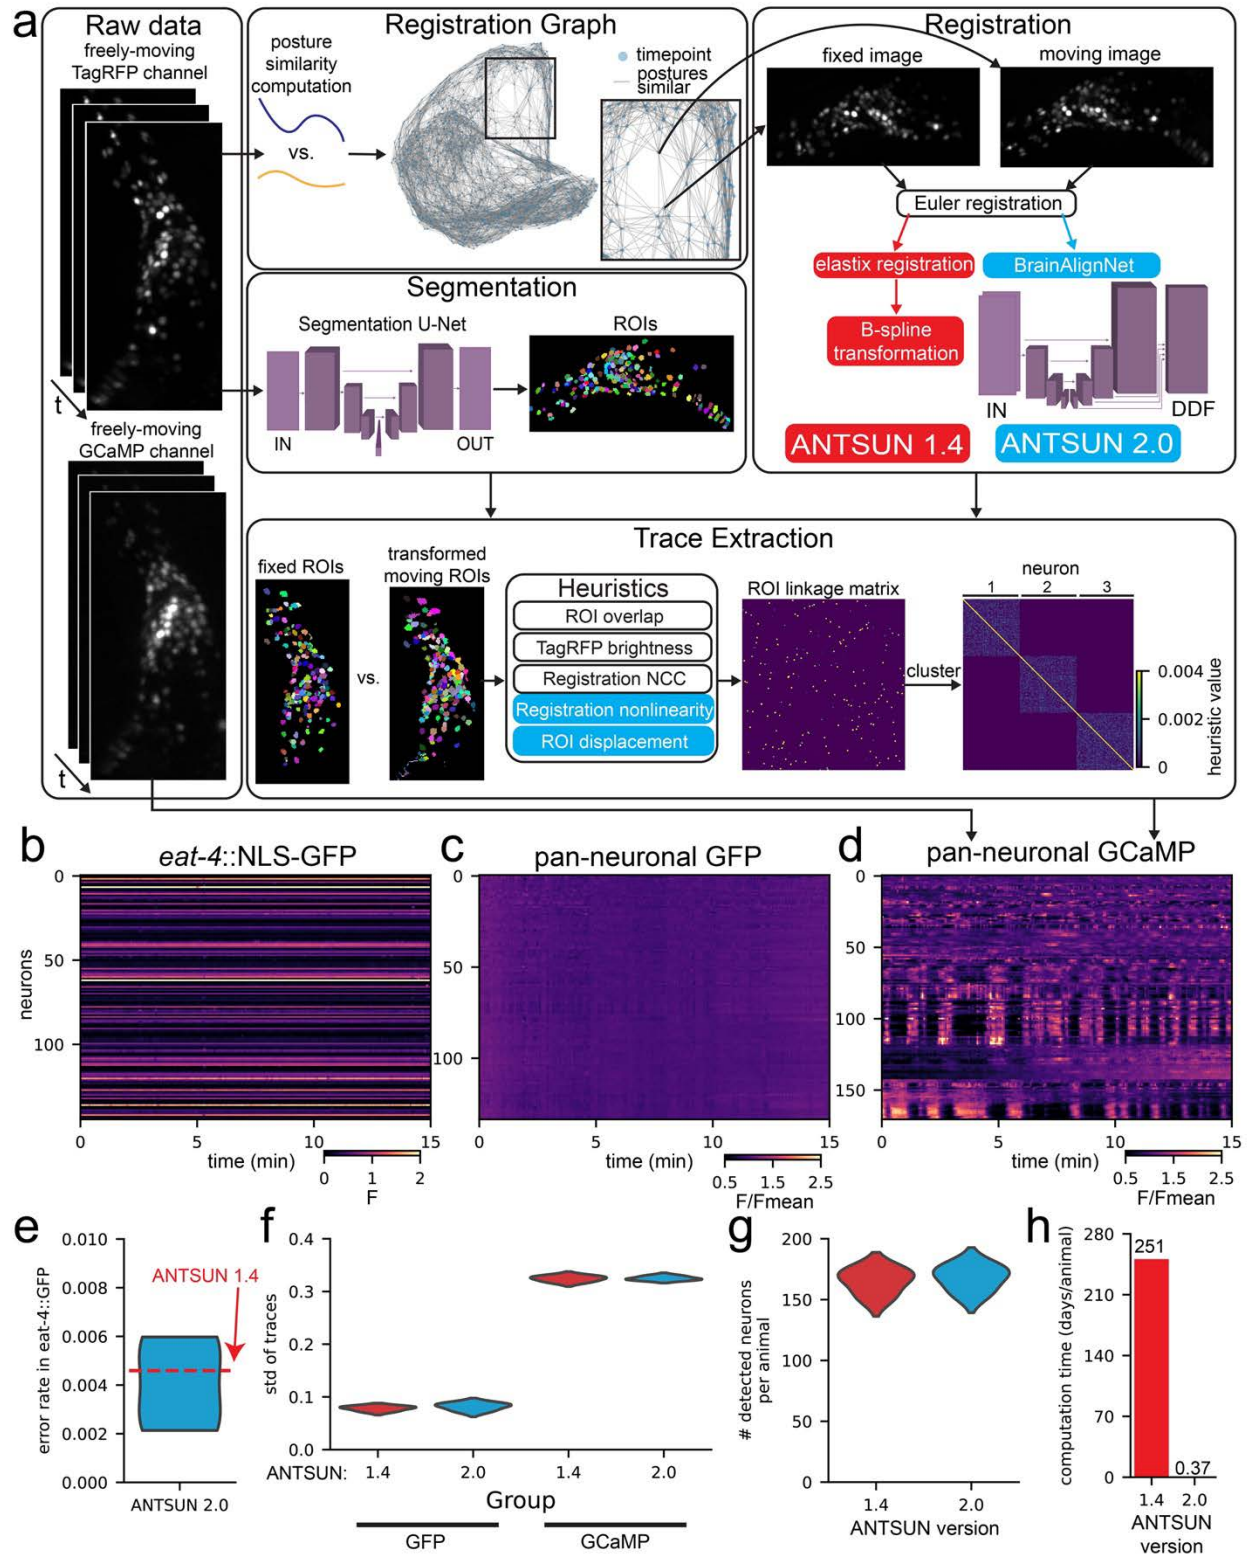 a
Raw data
freely-moving
TagRFP channel
t
freely-moving
GCaMP channel
t
Registration Graph
posture
similarity
computation
vs.
timepoint
postures
similar
Segmentation
Segmentation U-Net
ROIs
IN
OUT
Registration
fixed image
moving image
Euler registration
elastix registration
BrainAlignNet
B-spline
transformation
IN
DDF
ANTSUN 1.4
ANTSUN 2.0
Trace Extraction
fixed ROIs
vs.
transformed
moving ROIs
Heuristics
ROI overlap
TagRFP brightness
Registration NCC
Registration nonlinearity
ROI displacement
ROI linkage matrix
cluster
neuron
1 2 3
0.004
0.002
0
heuristic value
b
eat-4::NLS-GFP
neurons
0
50
100
0 5 10 15
time (min)
0 1 2
F
c
pan-neuronal GFP
0
50
100
0 5 10 15
time (min)
0.5 1.5 2.5
F/Fmean
d
pan-neuronal GCaMP
0
50
100
150
0 5 10 15
time (min)
0.5 1.5 2.5
F/Fmean
e
error rate in eat-4::GFP
0.010
0.008
0.006
0.004
0.002
0.000
ANTSUN 1.4
ANTSUN 2.0
f
std of traces
0.4
0.3
0.2
0.1
0.0
ANTSUN: 1.4 2.0 1.4 2.0
Group
GFP GCaMP
g
# detected neurons
per animal
200
150
100
50
0
1.4 2.0
ANTSUN version
h
computation time (days/animal)
280
210
140
70
0
251
0.37
1.4 2.0
ANTSUN
version